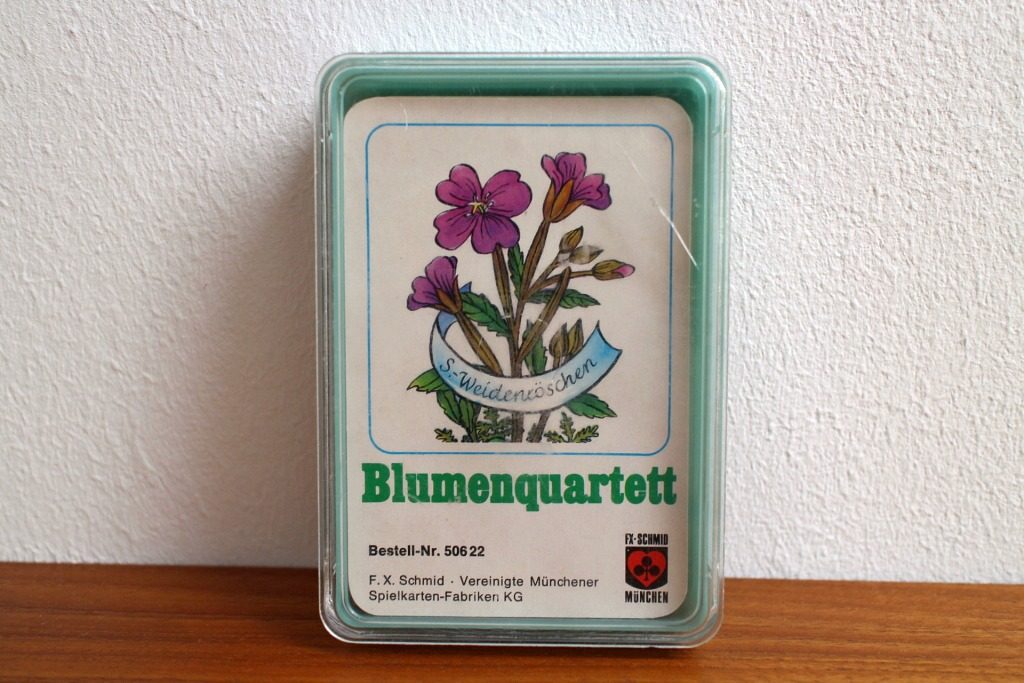 S.-Weidenröschen
Blumenquartett
Bestell-Nr. 50622
F. X. Schmid · Vereinigte Münchener
Spielkarten-Fabriken KG
FX-SCHMID
MÜNCHEN